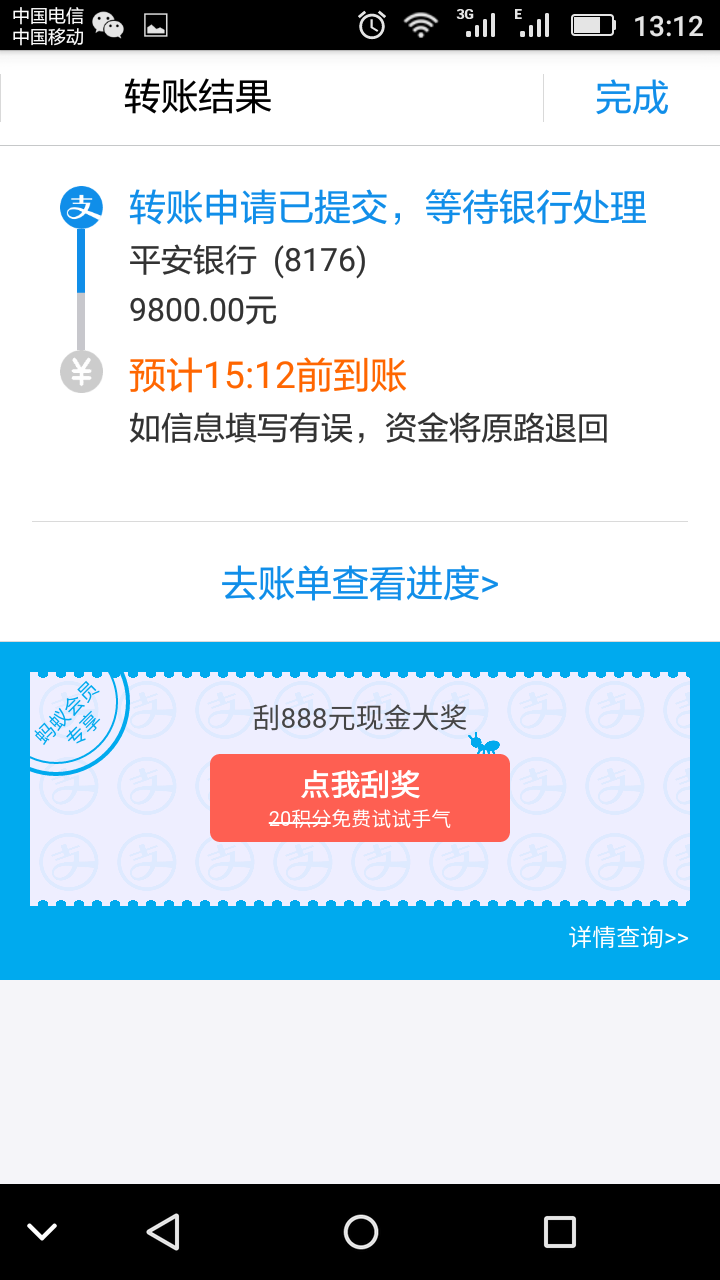 中国电信
中国移动
3G
E
13:12
转账结果
完成
支
转账申请已提交，等待银行处理
平安银行 (8176)
9800.00元
¥
预计15:12前到账
如信息填写有误，资金将原路退回
去账单查看进度>
蚂蚁会员
专享
刮888元现金大奖
点我刮奖
20积分免费试试手气
详情查询>>